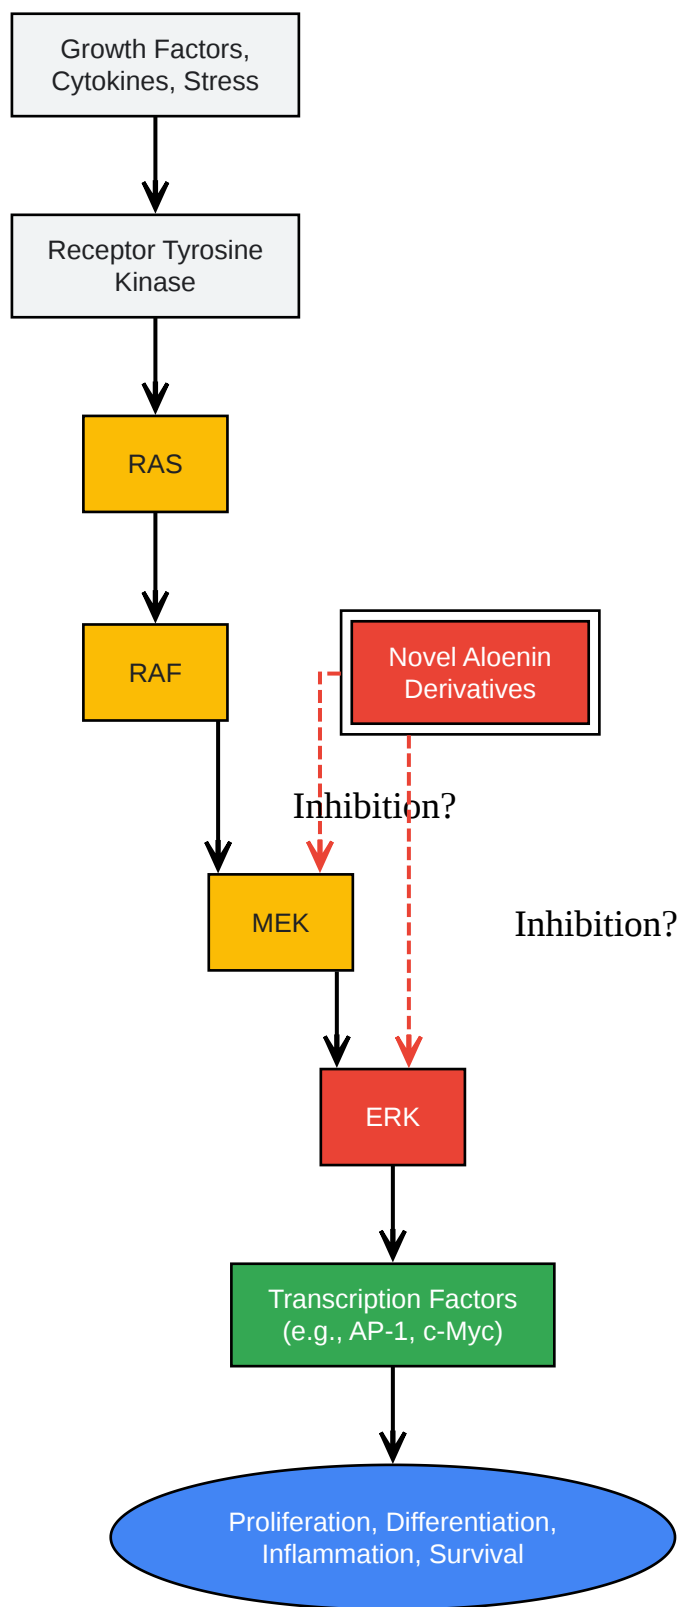 Growth Factors,
Cytokines, Stress
Receptor Tyrosine
Kinase
RAS
RAF
Novel Aloenin
Derivatives
Inhibition?
MEK
Inhibition?
ERK
Transcription Factors
(e.g., AP-1, c-Myc)
Proliferation, Differentiation,
Inflammation, Survival